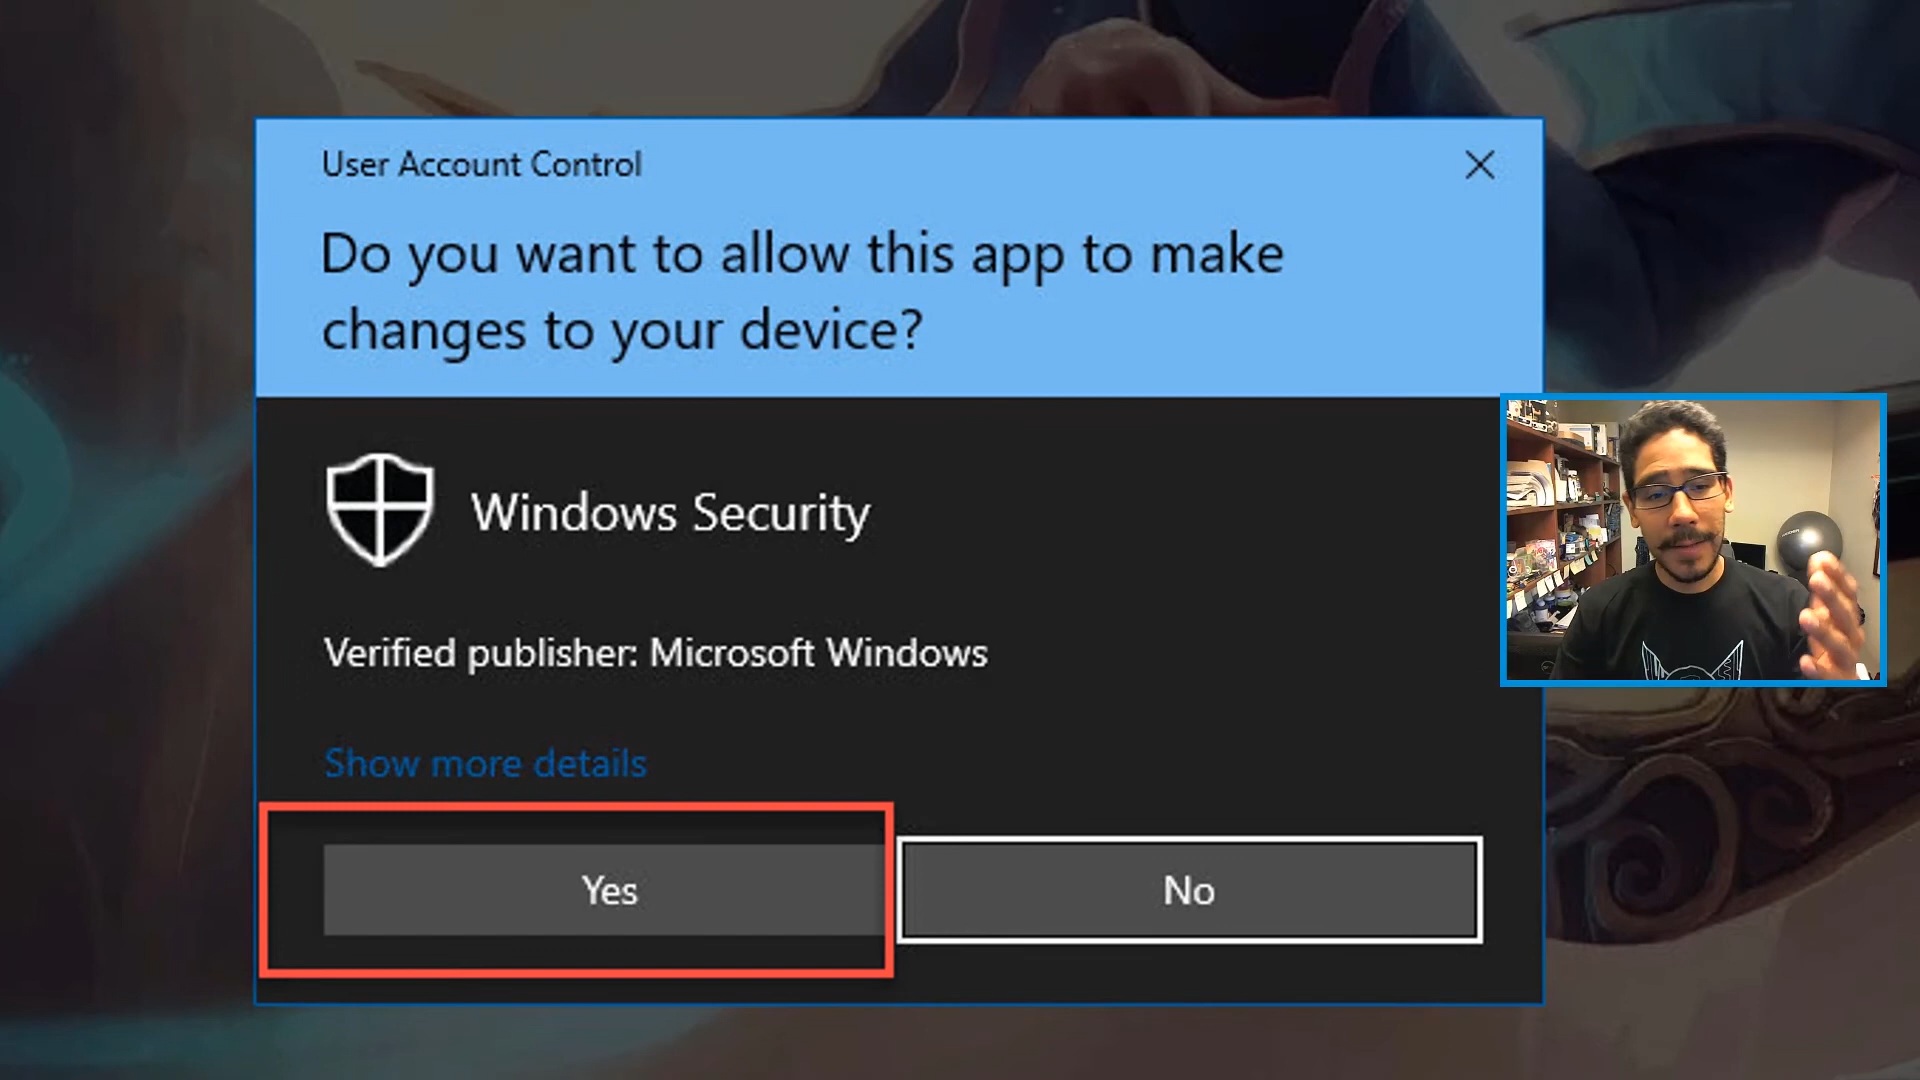 User Account Control
Do you want to allow this app to make
changes to your device?
Windows Security
Verified publisher: Microsoft Windows
Show more details
Yes
No